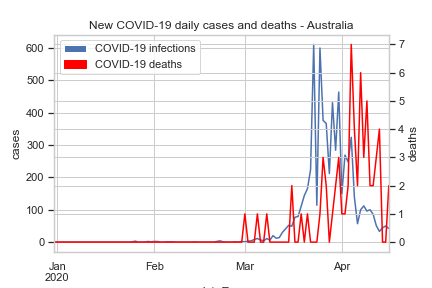 New COVID-19 daily cases and deaths - Australia
COVID-19 infections
COVID-19 deaths
600
500
400
300
200
100
0
cases
7
6
5
4
3
2
1
0
deaths
Jan
2020
Feb
Mar
Apr